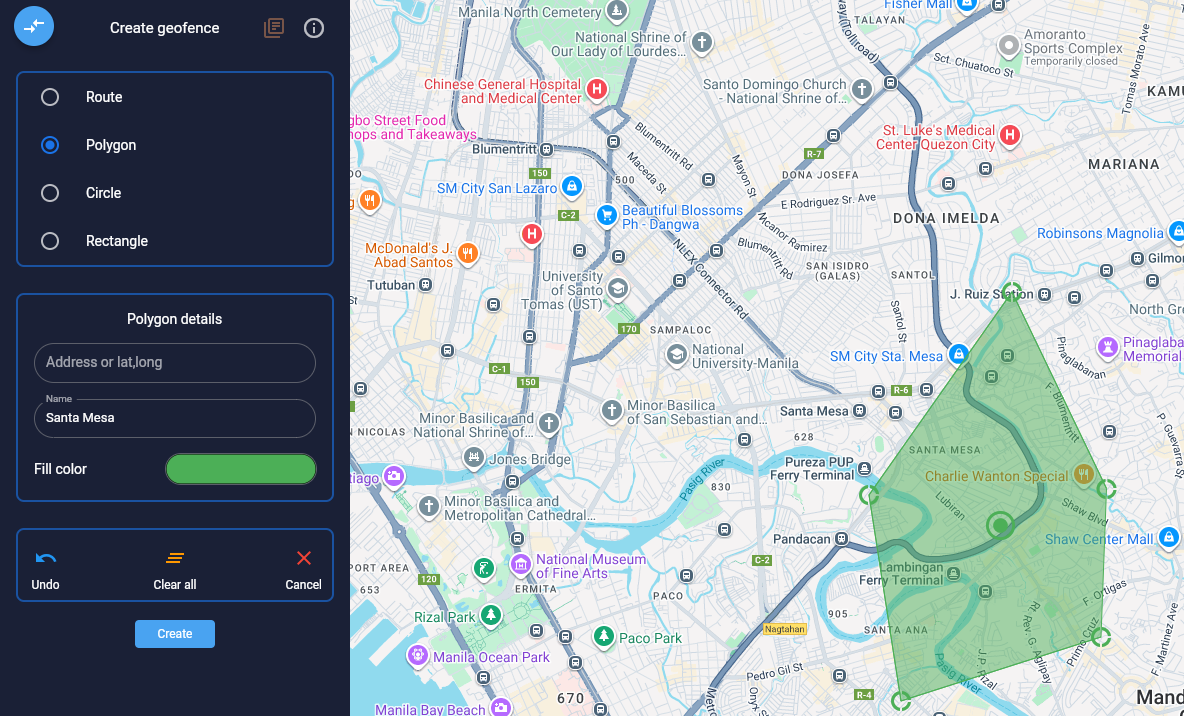 Create geofence
Route
Polygon
Circle
Rectangle
Polygon details
Address or lat,long
Name
Santa Mesa
Fill color
Undo
Clear all
Cancel
Create
Manila North Cemetery
National Shrine of
Our Lady of Lourdes...
TALAYAN
Fisher Mall
Amoranto
Sports Complex
Temporarily closed
Sct. Chuatoco St
Tomas Morato Ave
KAMU
Chinese General Hospital
and Medical Center
Santo Domingo Church
- National Shrine of...
gbo Street Food
hops and Takeaways
Blumentritt
Blumentritt Rd
Maceda St
Mayon St
R-7
St. Luke's Medical
Center Quezon City
MARIANA
150
500
DONA JOSEFA
SM City San Lazaro
C-2
Beautiful Blossoms
Ph - Dangwa
E Rodriguez Sr. Ave
DONA IMELDA
Robinsons Magnolia
McDonald's J.
Abad Santos
NLEX Connector Rd
Mcanor Ramirez
Blumentritt Rd
SAN ISIDRO
(GALAS)
SANTOL
Gilmor
Tutuban
University
of Santo
Tomas (UST)
J. Ruiz Station
Santol St
North Gre
170
SAMPALOC
National
University-Manila
SM City Sta. Mesa
Pinaglabanan
Pinaglaba
Memorial
C-1
150
R-6
F. Blumentritt
Minor Basilica and
National Shrine of...
Minor Basilica
of San Sebastian and...
Santa Mesa
P. Guevarra St
N NICOLAS
628
SANTA MESA
Jones Bridge
Pureza PUP
Ferry Terminal
Pasig River
830
Charlie Wanton Special
tiago
Minor Basilica and
Metropolitan Cathedral...
Lubiran
Shaw Blvd
Pandacan
Shaw Center Mall
National Museum
of Fine Arts
C-2
Lambingan
Ferry Terminal
PORT AREA
120
653
ERMITA
PACO
F. Ortigas
Rizal Park
905
Nagtahan
SANTA ANA
Rt. Rev. G. Aglipay
Primo Cruz
F. Martinez Ave
Paco Park
Manila Ocean Park
Pedro Gil St
Pasig River
J.P. Rizal
670
Onyx St
R-4
Manila Bay Beach
Mand